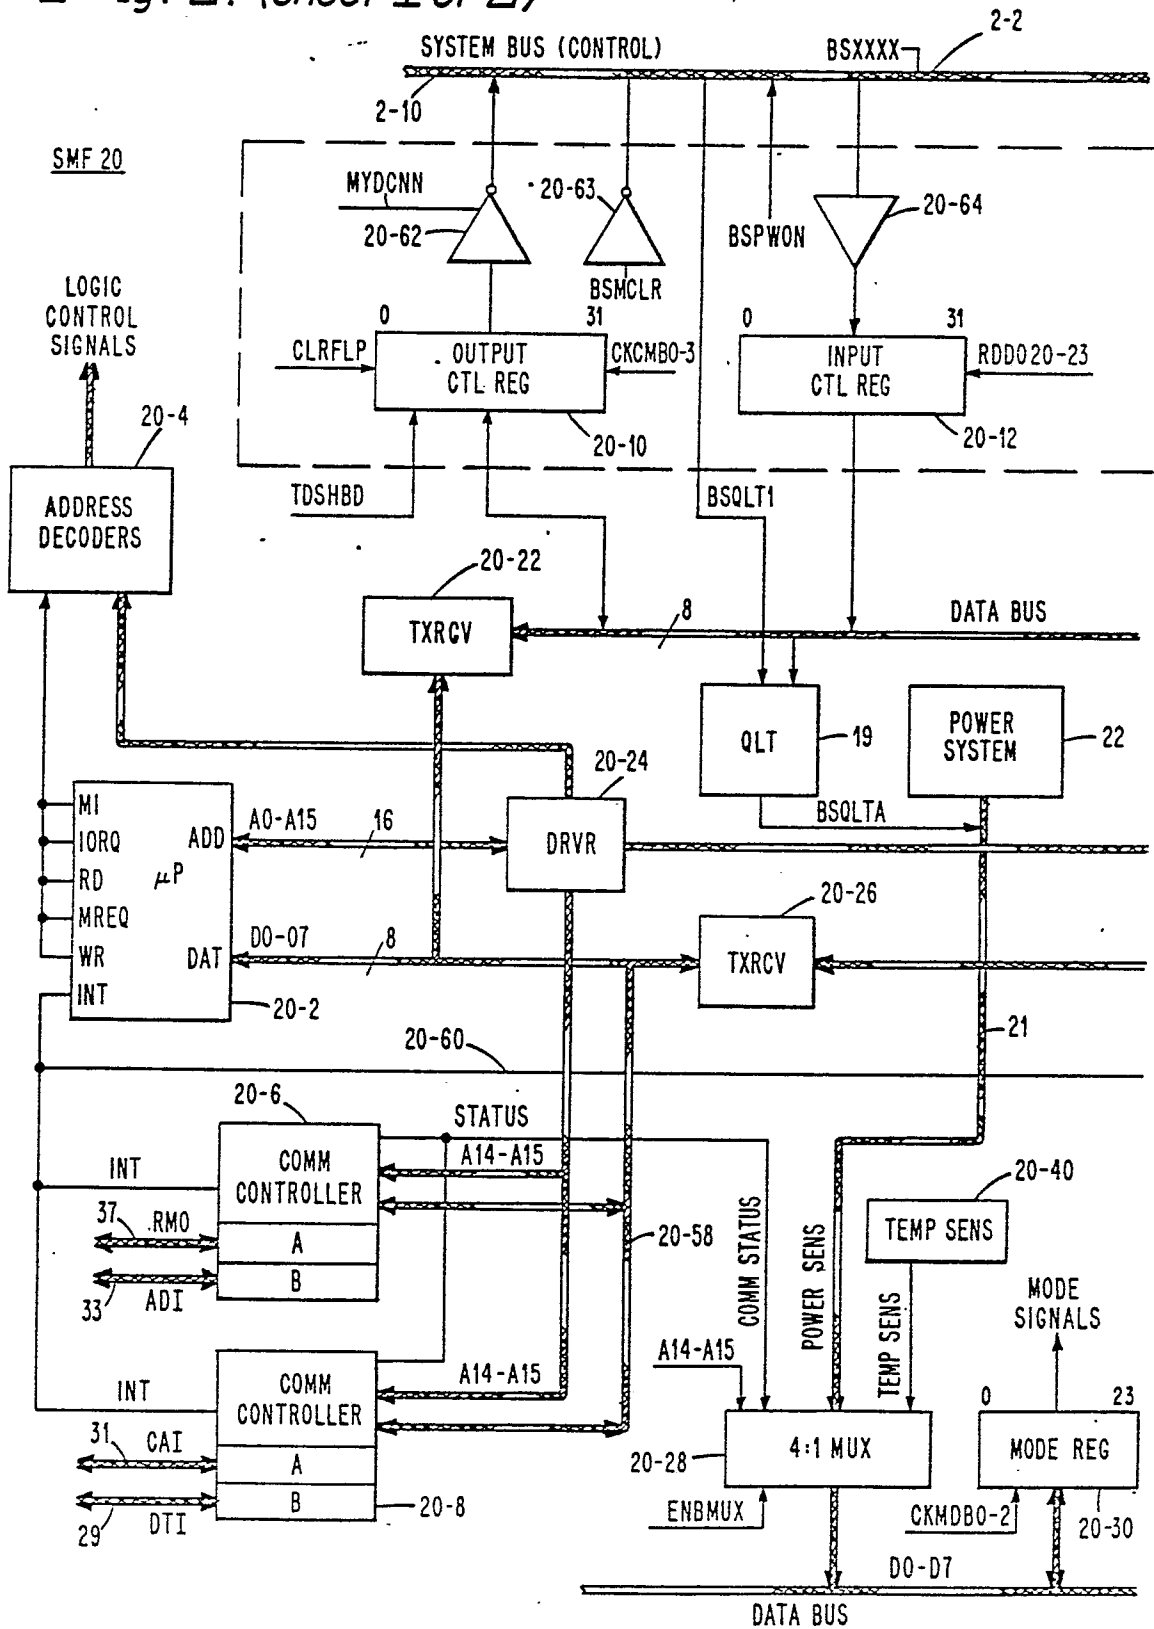 SYSTEM BUS (CONTROL)
BSXXXX
2-2
2-10
SMF 20
MYDCNN
20-62
20-63
20-64
BSPWON
BSMCLR
LOGIC
CONTROL
SIGNALS
0 31
0 31
CLRFLP
OUTPUT
CTL REG
CKCMB0-3
INPUT
CTL REG
RDD020-23
20-4
20-10
20-12
TDSHBD
BSQLT1
ADDRESS
DECODERS
20-22
TXRCV
8
DATA BUS
QLT
19
POWER
SYSTEM
22
20-24
BSQLTA
MI
IORQ
RD
MREQ
WR
INT
μP
ADD
DAT
A0-A15
16
DRVR
20-26
D0-07
8
TXRCV
20-2
21
20-60
20-6
STATUS
INT
COMM
CONTROLLER
A14-A15
37
RMO
A
B
33
ADI
20-58
20-40
TEMP SENS
COMM STATUS
POWER SENS
TEMP SENS
MODE
SIGNALS
INT
COMM
CONTROLLER
A14-A15
A14-A15
0 23
31
CAI
A
B
29
DTI
20-8
20-28
4:1 MUX
MODE REG
ENBMUX
CKMDB0-2
20-30
D0-D7
DATA BUS